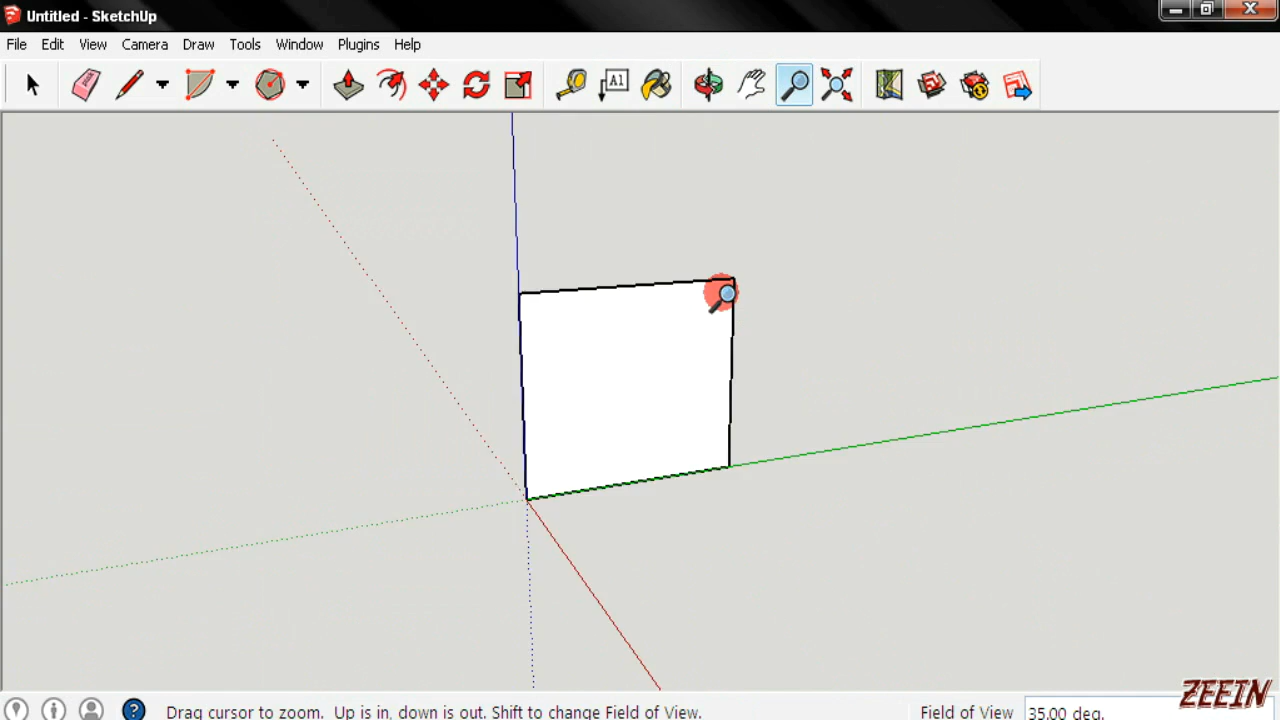 Untitled - SketchUp
File Edit View Camera Draw Tools Window Plugins Help
A1
Drag cursor to zoom. Up is in, down is out. Shift to change Field of View. Field of View 35.00 deg.
ZEEIN